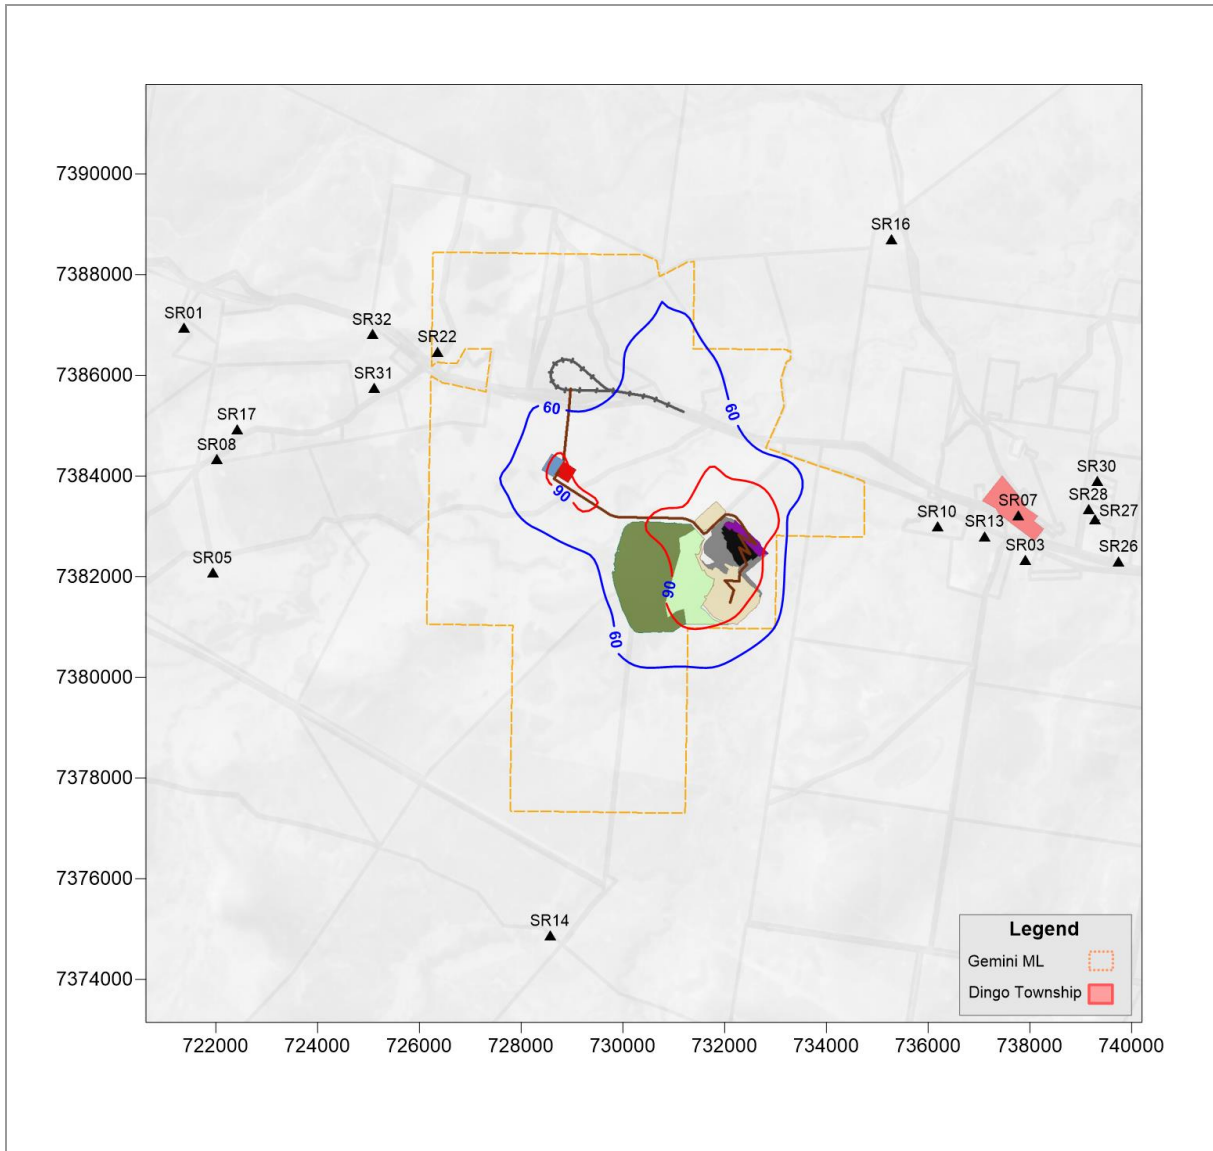 7390000
SR16
7388000
SR01
SR32
SR22
7386000
SR31
60
60
SR17
SR08
SR30
7384000
90
SR07
SR28
SR27
SR10
SR13
SR03
SR26
SR05
7382000
90
60
7380000
7378000
7376000
SR14
Legend
Gemini ML
Dingo Township
7374000
722000 724000 726000 728000 730000 732000 734000 736000 738000 740000